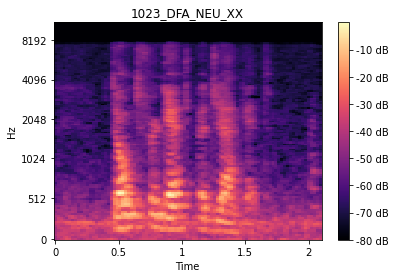 1023_DFA_NEU_XX
8192
4096
2048
1024
512
0
Hz
0
0.5
1
1.5
2
Time
-10 dB
-20 dB
-30 dB
-40 dB
-50 dB
-60 dB
-70 dB
-80 dB